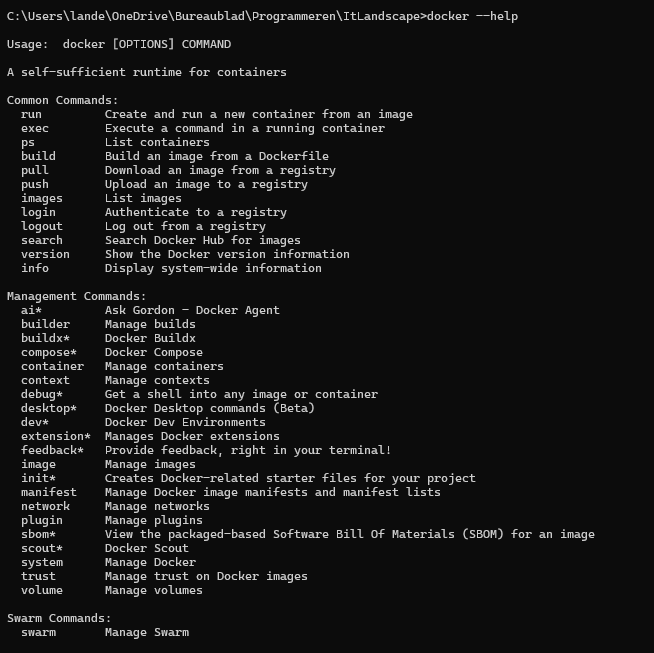 C:\Users\lande\OneDrive\Bureaublad\Programmeren\ItLandscape>docker --help

Usage:  docker [OPTIONS] COMMAND

A self-sufficient runtime for containers

Common Commands:
  run         Create and run a new container from an image
  exec        Execute a command in a running container
  ps          List containers
  build       Build an image from a Dockerfile
  pull        Download an image from a registry
  push        Upload an image to a registry
  images      List images
  login       Authenticate to a registry
  logout      Log out from a registry
  search      Search Docker Hub for images
  version     Show the Docker version information
  info        Display system-wide information

Management Commands:
  ai*         Ask Gordon - Docker Agent
  builder     Manage builds
  buildx*     Docker Buildx
  compose*    Docker Compose
  container   Manage containers
  context     Manage contexts
  debug*      Get a shell into any image or container
  desktop*    Docker Desktop commands (Beta)
  dev*        Docker Dev Environments
  extension*  Manages Docker extensions
  feedback*   Provide feedback, right in your terminal!
  image       Manage images
  init*       Creates Docker-related starter files for your project
  manifest    Manage Docker image manifests and manifest lists
  network     Manage networks
  plugin      Manage plugins
  sbom*       View the packaged-based Software Bill Of Materials (SBOM) for an image
  scout*      Docker Scout
  system      Manage Docker
  trust       Manage trust on Docker images
  volume      Manage volumes

Swarm Commands:
  swarm       Manage Swarm